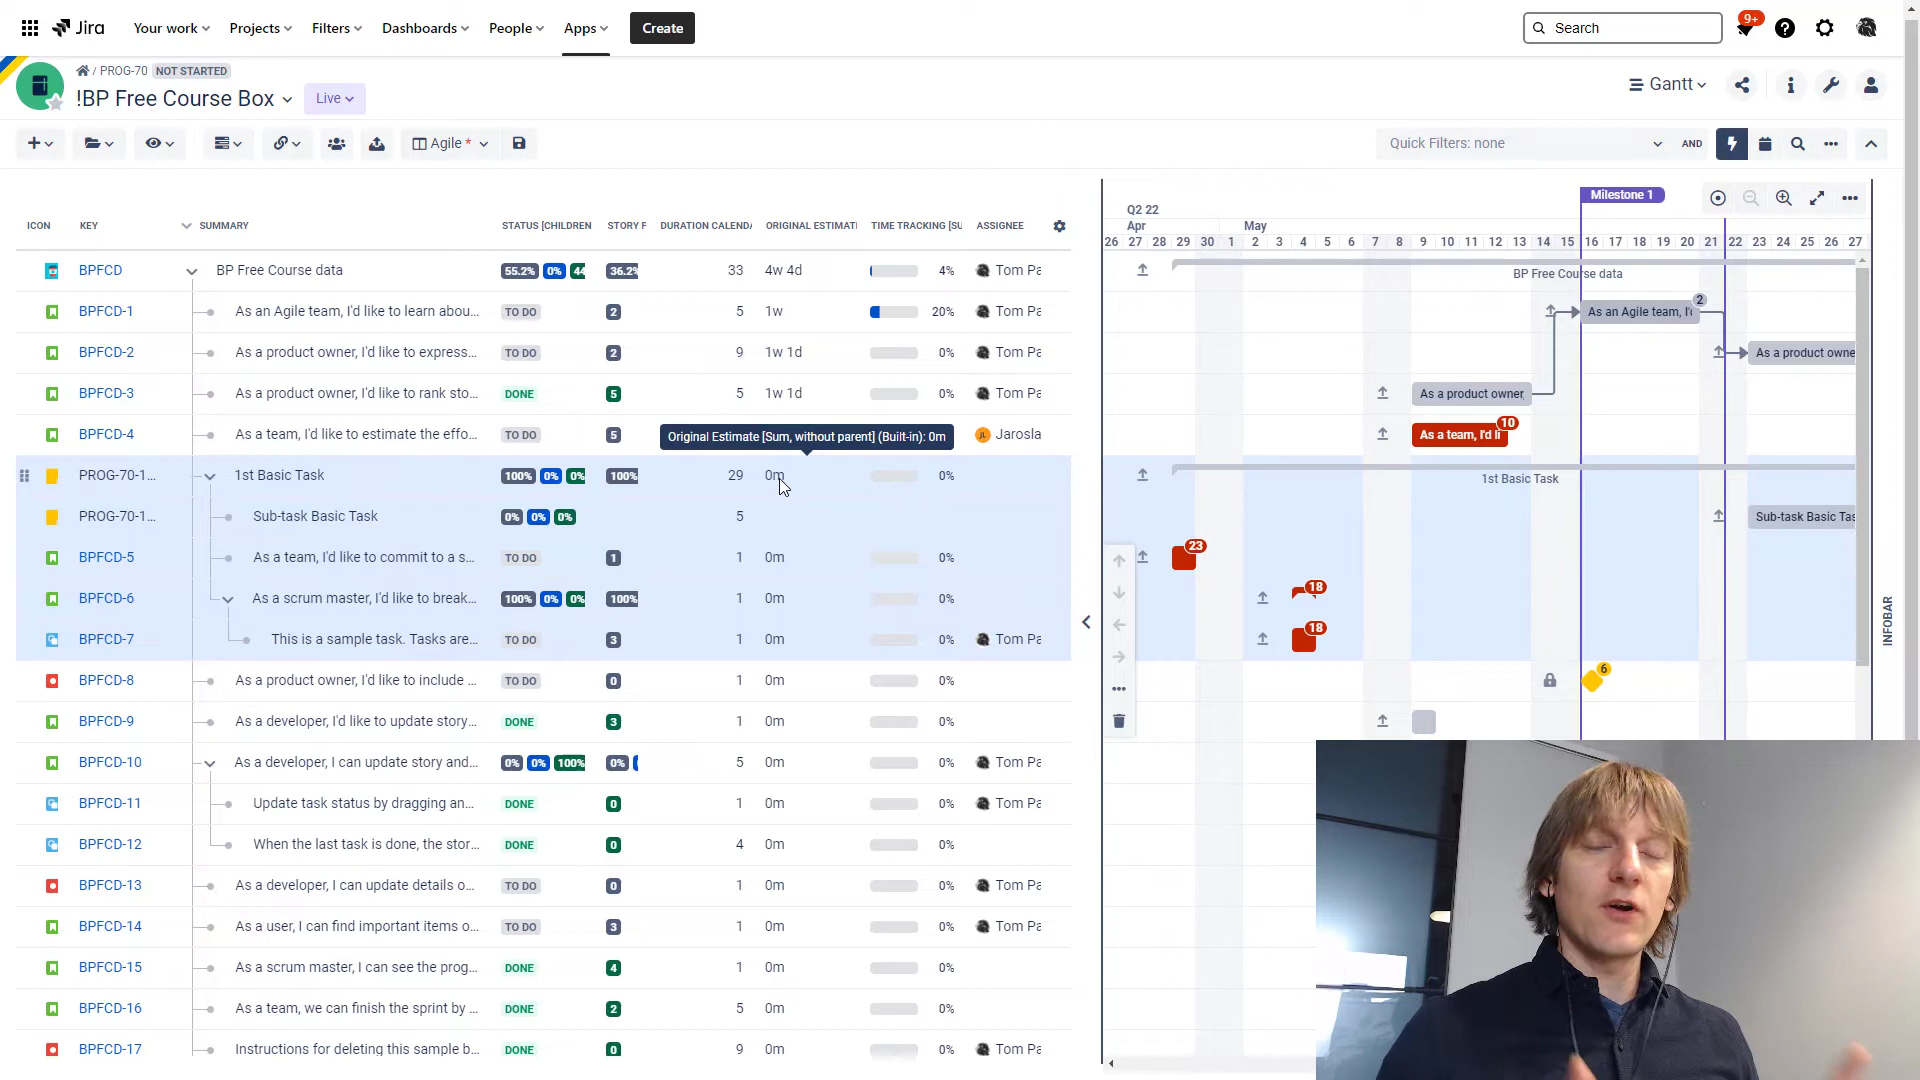 Jira Your work Projects Filters Dashboards People Apps Create Search 9+
/ PROG-70 NOT STARTED
!BP Free Course Box Live Gantt
Agile * Quick Filters: none AND
Milestone 1
Q2 22
Apr May
26 27 28 29 30 1 2 3 4 5 6 7 8 9 10 11 12 13 14 15 16 17 18 19 20 21 22 23 24 25 26 27
ICON KEY SUMMARY STATUS [CHILDREN STORY P DURATION CALENDA ORIGINAL ESTIMATI TIME TRACKING [SU ASSIGNEE
BPFCD BP Free Course data 55.2% 0% 44 36.2% 33 4w 4d 4% Tom Pa BP Free Course data
BPFCD-1 As an Agile team, I'd like to learn abou... TO DO 2 5 1w 20% Tom Pa As an Agile team, I'd 2
BPFCD-2 As a product owner, I'd like to express... TO DO 2 9 1w 1d 0% Tom Pa As a product owne
BPFCD-3 As a product owner, I'd like to rank sto... DONE 5 5 1w 1d 0% Tom Pa As a product owner,
BPFCD-4 As a team, I'd like to estimate the effo... TO DO 5 Original Estimate [Sum, without parent] (Built-in): 0m JL Jarosla As a team, I'd li 10
PROG-70-1... 1st Basic Task 100% 0% 0% 100% 29 0m 0% 1st Basic Task
PROG-70-1... Sub-task Basic Task 0% 0% 0% 5 Sub-task Basic Tas
BPFCD-5 As a team, I'd like to commit to a s... TO DO 1 1 0m 0% 23
BPFCD-6 As a scrum master, I'd like to break... 100% 0% 0% 100% 1 0m 0% 18
BPFCD-7 This is a sample task. Tasks are... TO DO 3 1 0m 0% Tom Pa 18
BPFCD-8 As a product owner, I'd like to include ... TO DO 0 1 0m 0% 6
BPFCD-9 As a developer, I'd like to update story... DONE 3 1 0m 0%
BPFCD-10 As a developer, I can update story and... 0% 0% 100% 0% 5 0m 0% Tom Pa
BPFCD-11 Update task status by dragging an... DONE 0 1 0m 0% Tom Pa
BPFCD-12 When the last task is done, the stor... DONE 0 4 0m 0%
BPFCD-13 As a developer, I can update details o... TO DO 0 1 0m 0% Tom Pa
BPFCD-14 As a user, I can find important items o... TO DO 3 1 0m 0% Tom Pa
BPFCD-15 As a scrum master, I can see the prog... DONE 4 1 0m 0%
BPFCD-16 As a team, we can finish the sprint by ... DONE 2 5 0m 0%
BPFCD-17 Instructions for deleting this sample b... DONE 0 9 0m 0% Tom Pa
INFOBAR